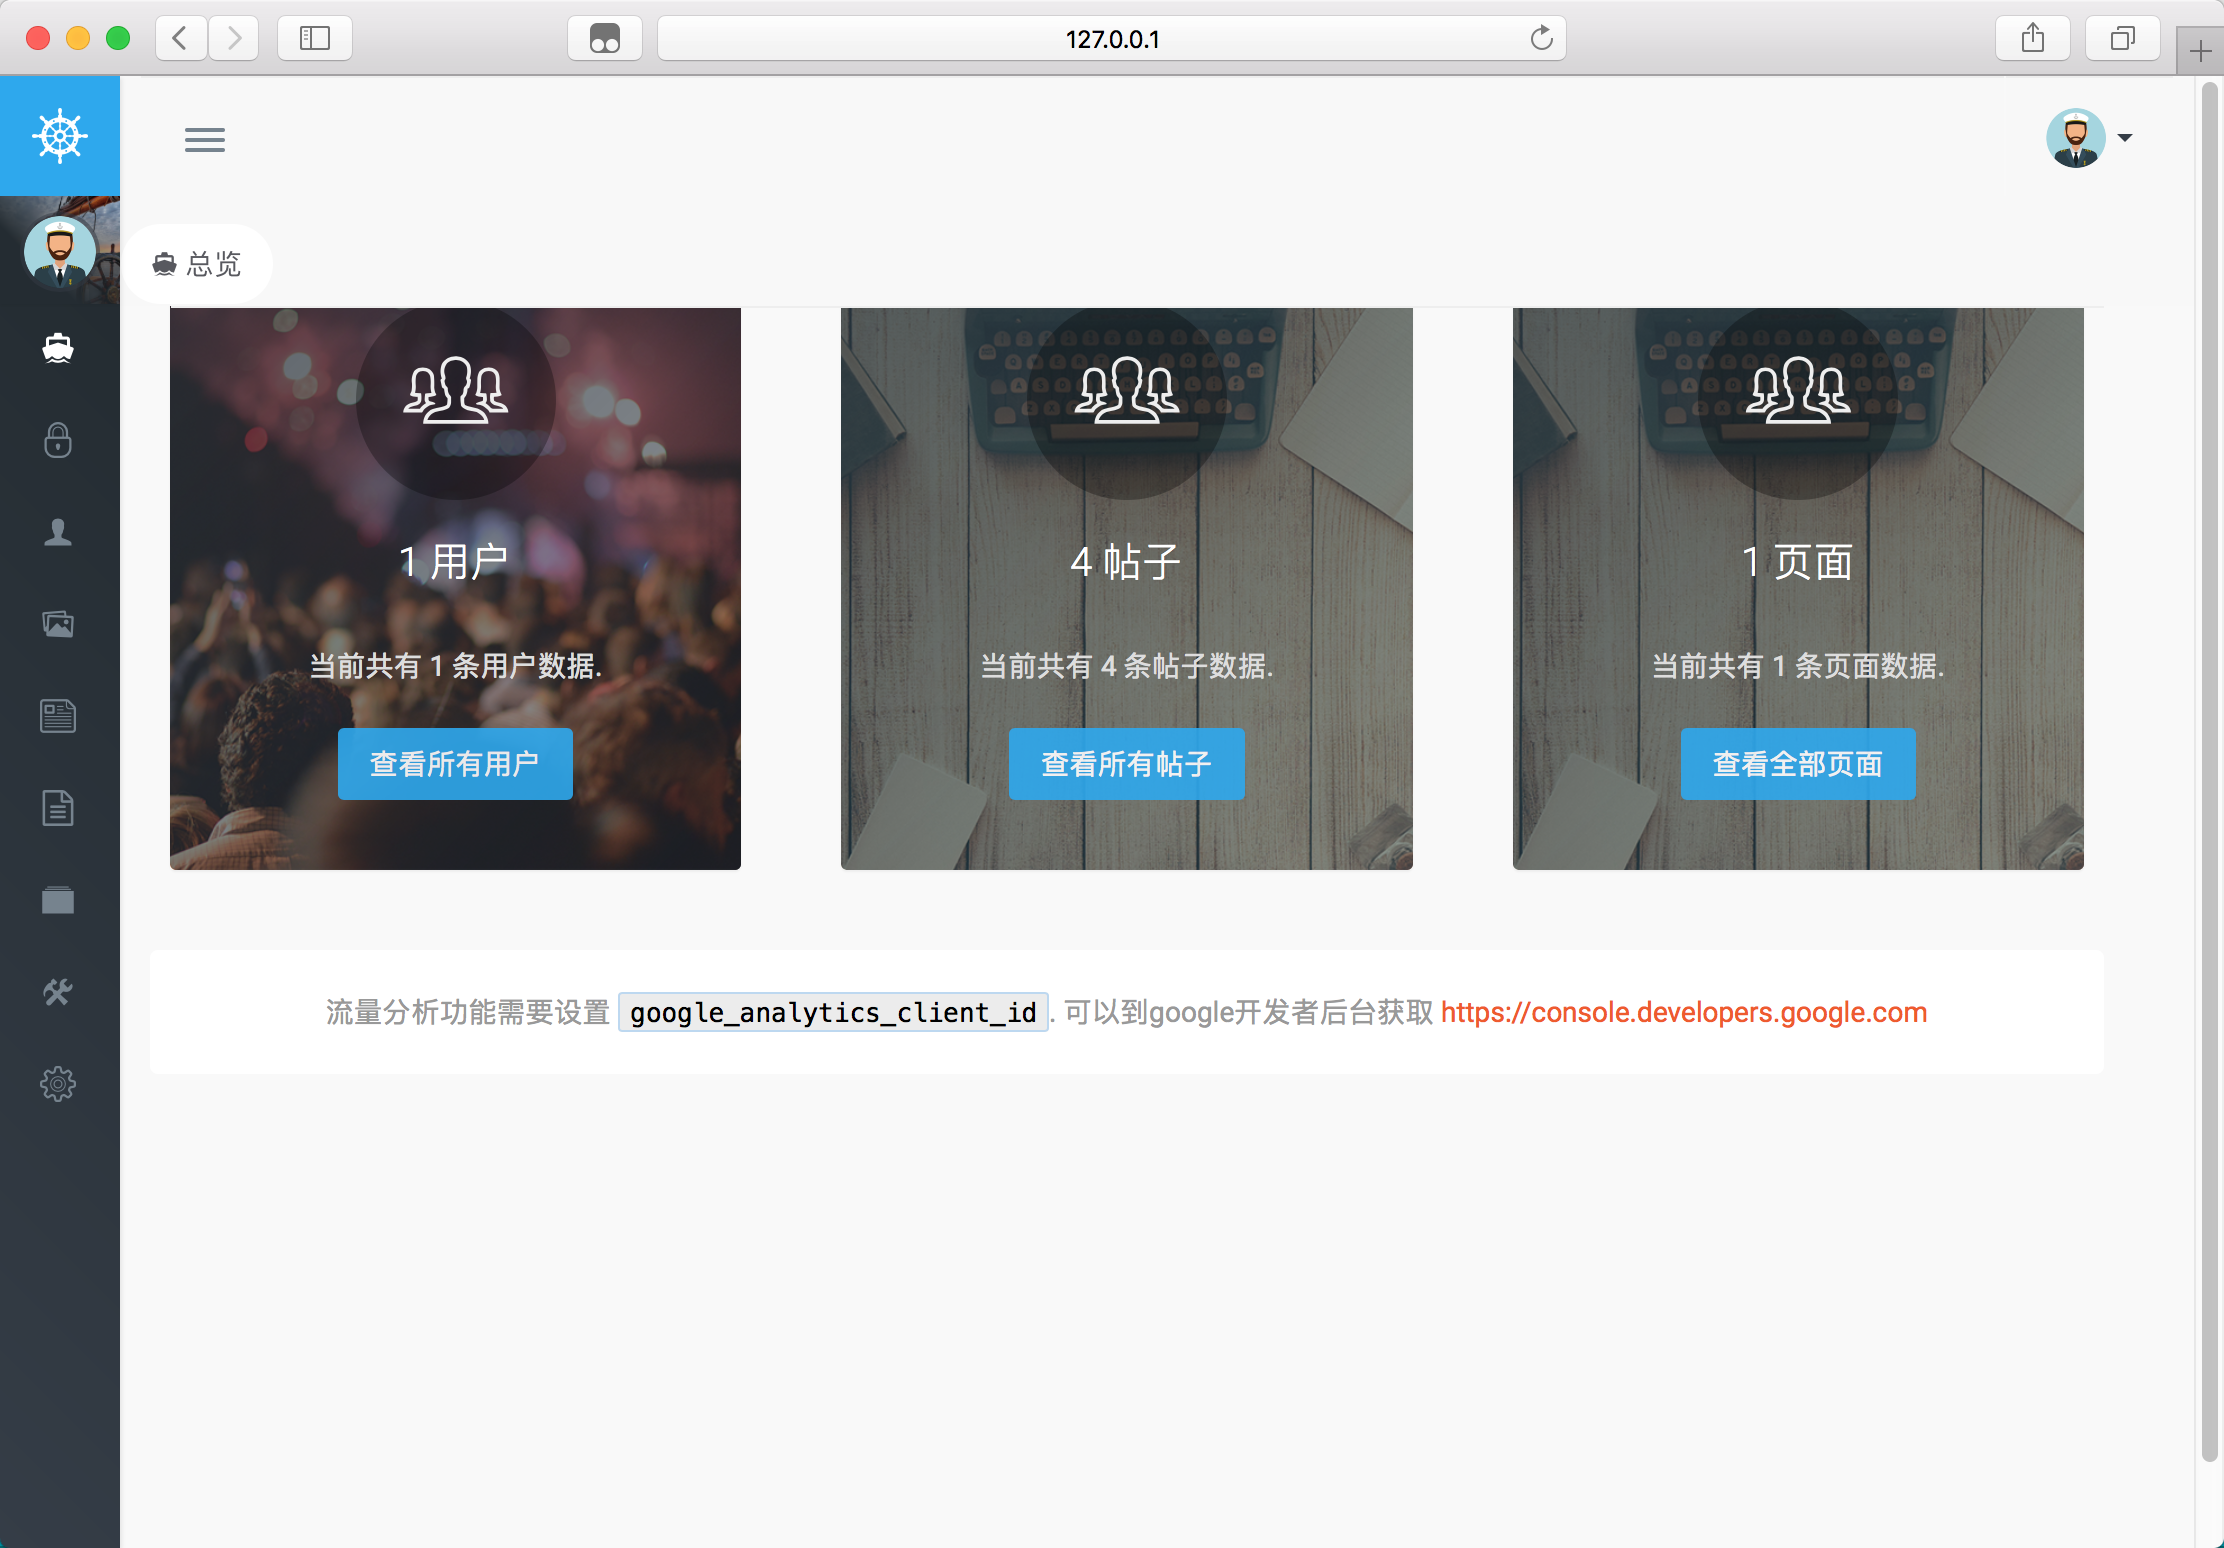 127.0.0.1
总览
1 用户
当前共有 1 条用户数据.
查看所有用户
4 帖子
当前共有 4 条帖子数据.
查看所有帖子
1 页面
当前共有 1 条页面数据.
查看全部页面
流量分析功能需要设置 google_analytics_client_id. 可以到google开发者后台获取 https://console.developers.google.com